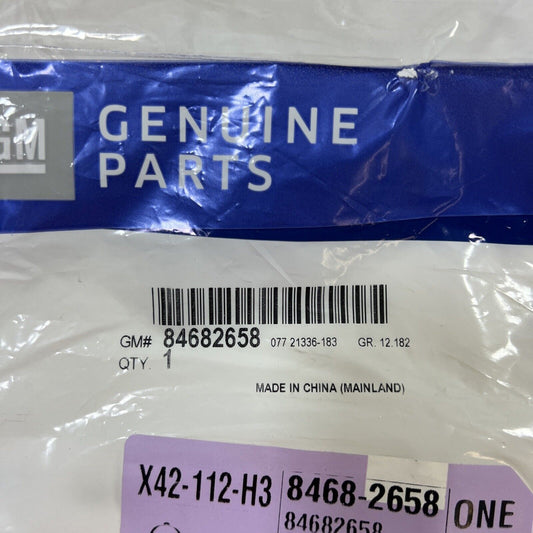 GM
GENUINE
PARTS
GM# 84682658 077 21336-183 GR. 12.182
QTY. 1
MADE IN CHINA (MAINLAND)
X42-112-H3 8468-2658 ONE
84682658